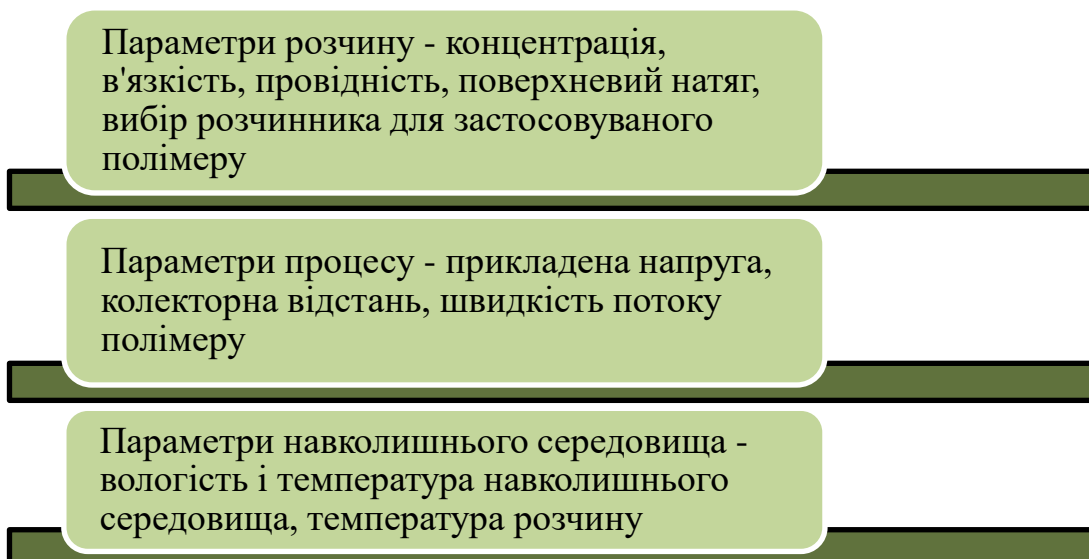 Параметри розчину - концентрація,
в'язкість, провідність, поверхневий натяг,
вибір розчинника для застосовуваного
полімеру
Параметри процесу - прикладена напруга,
колекторна відстань, швидкість потоку
полімеру
Параметри навколишнього середовища -
вологість і температура навколишнього
середовища, температура розчину